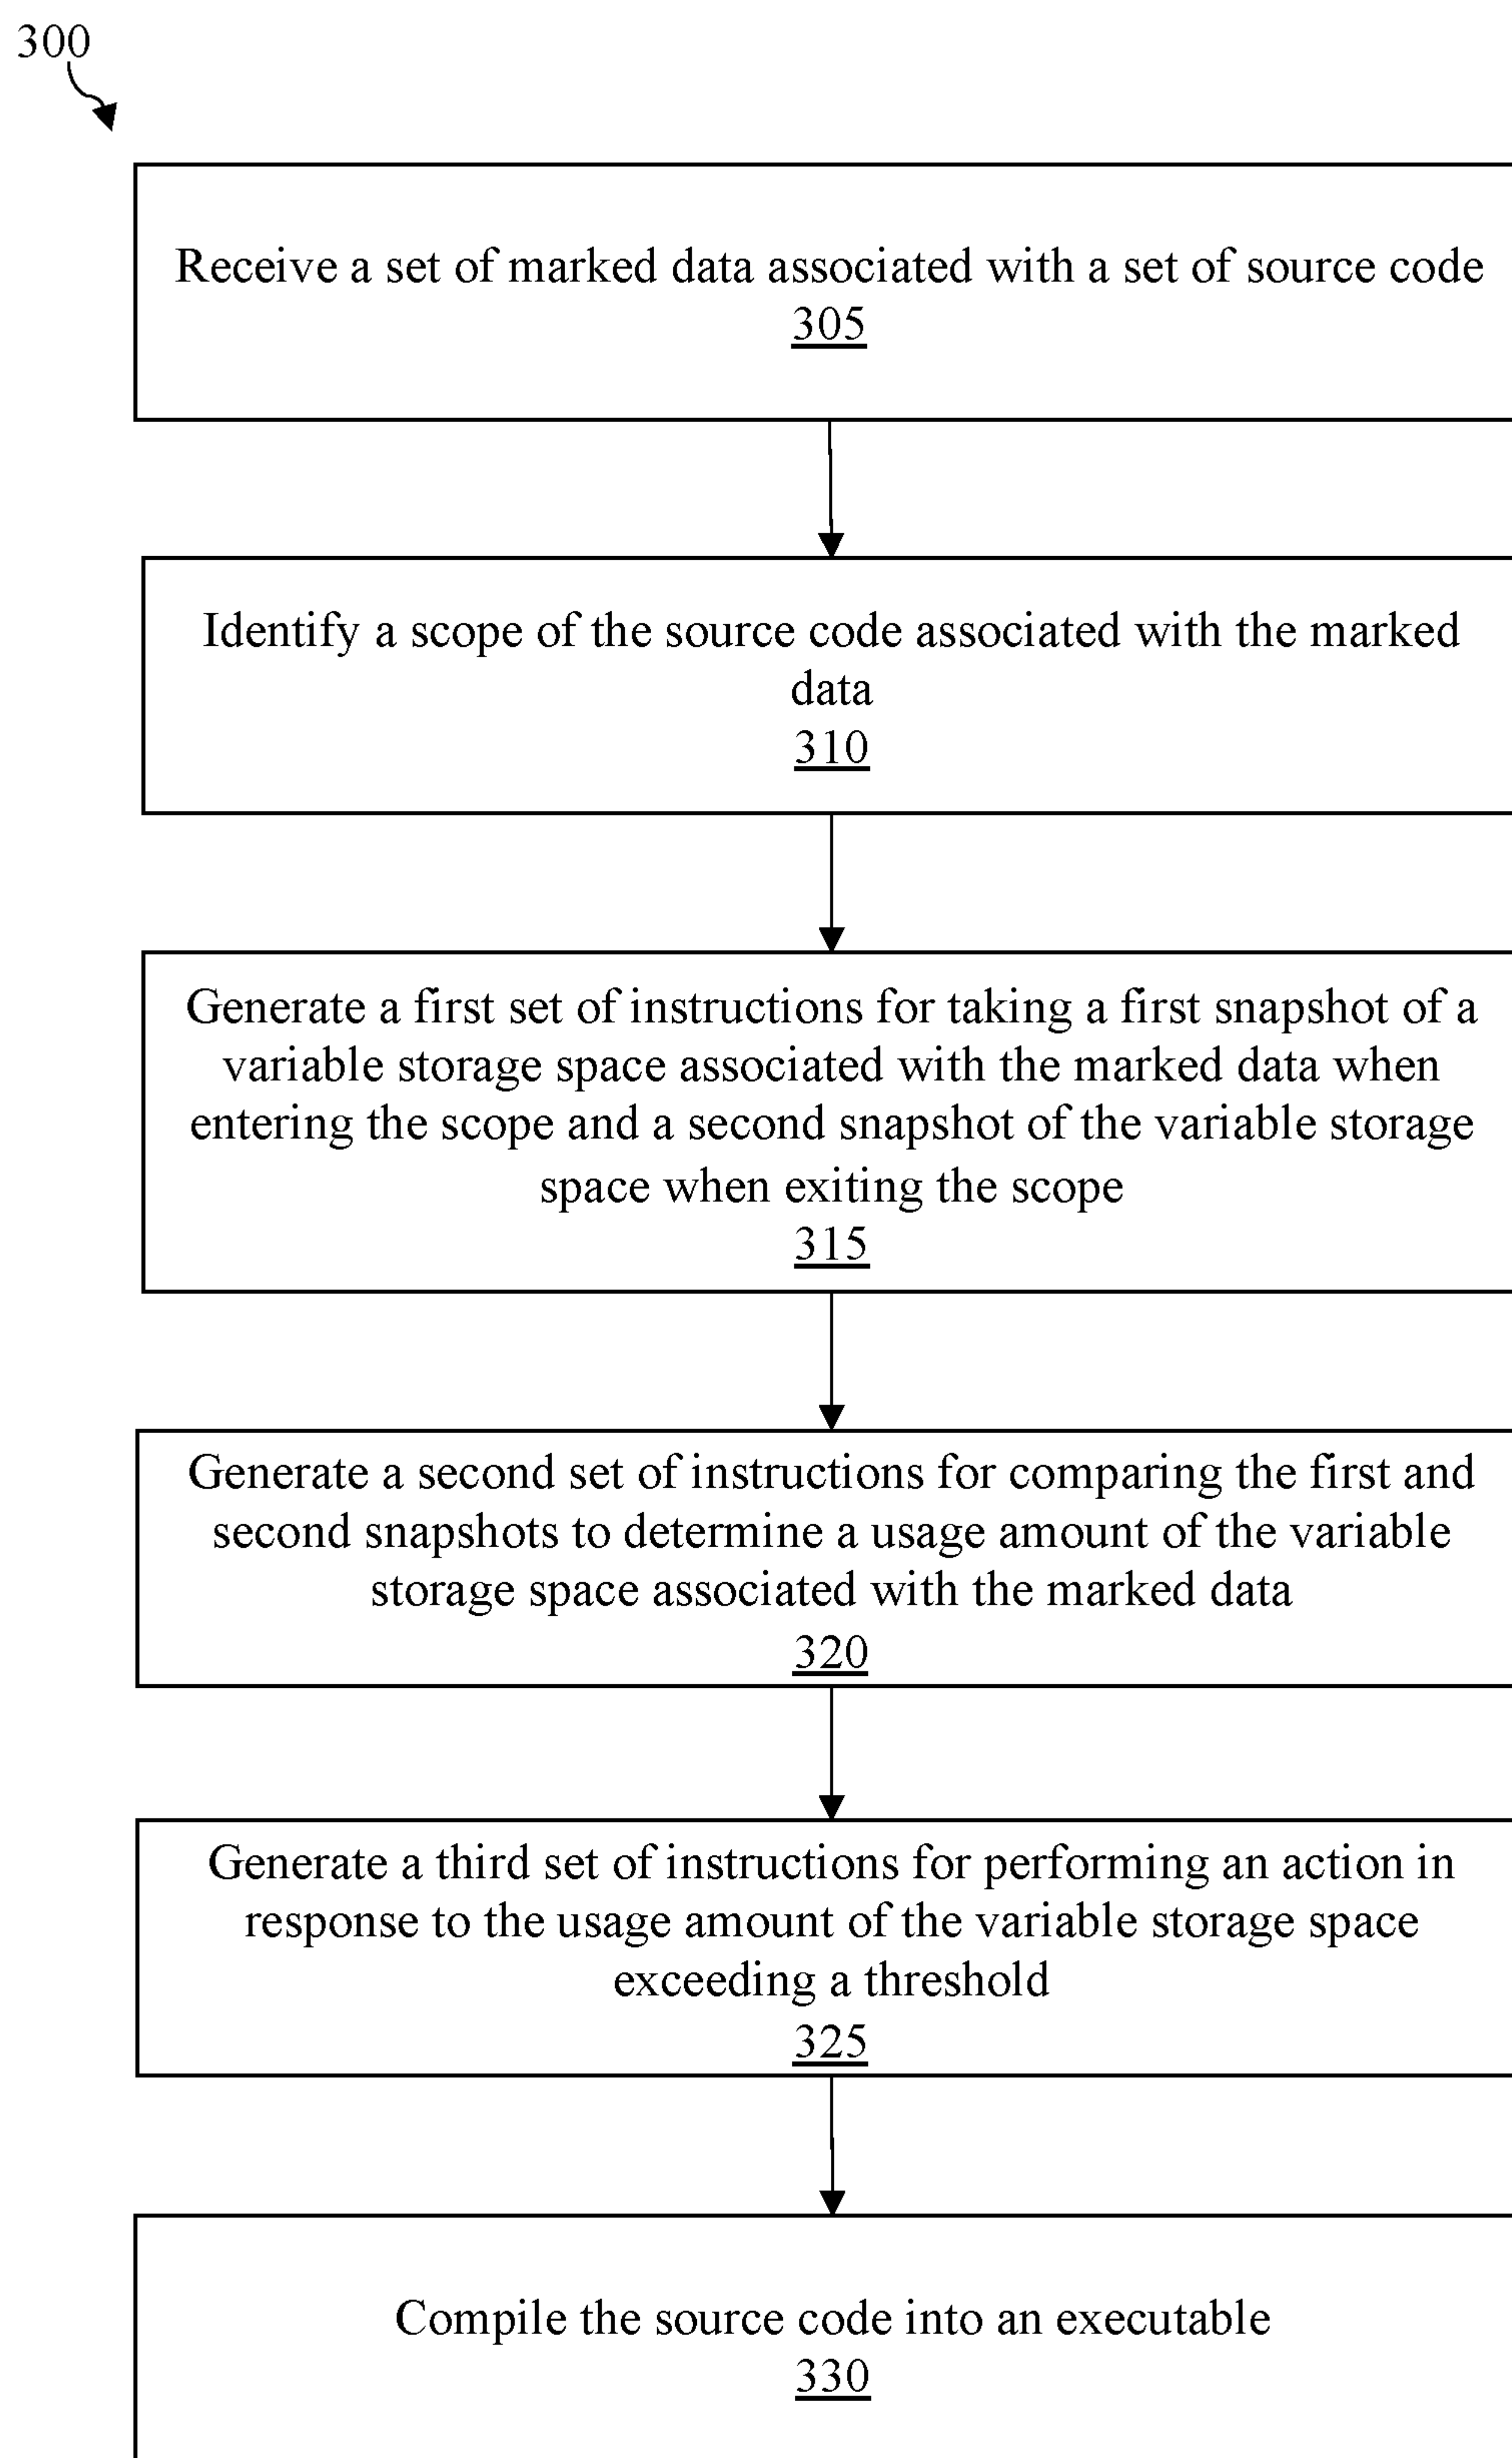 300
Receive a set of marked data associated with a set of source code
305
Identify a scope of the source code associated with the marked
data
310
Generate a first set of instructions for taking a first snapshot of a
variable storage space associated with the marked data when
entering the scope and a second snapshot of the variable storage
space when exiting the scope
315
Generate a second set of instructions for comparing the first and
second snapshots to determine a usage amount of the variable
storage space associated with the marked data
320
Generate a third set of instructions for performing an action in
response to the usage amount of the variable storage space
exceeding a threshold
325
Compile the source code into an executable
330